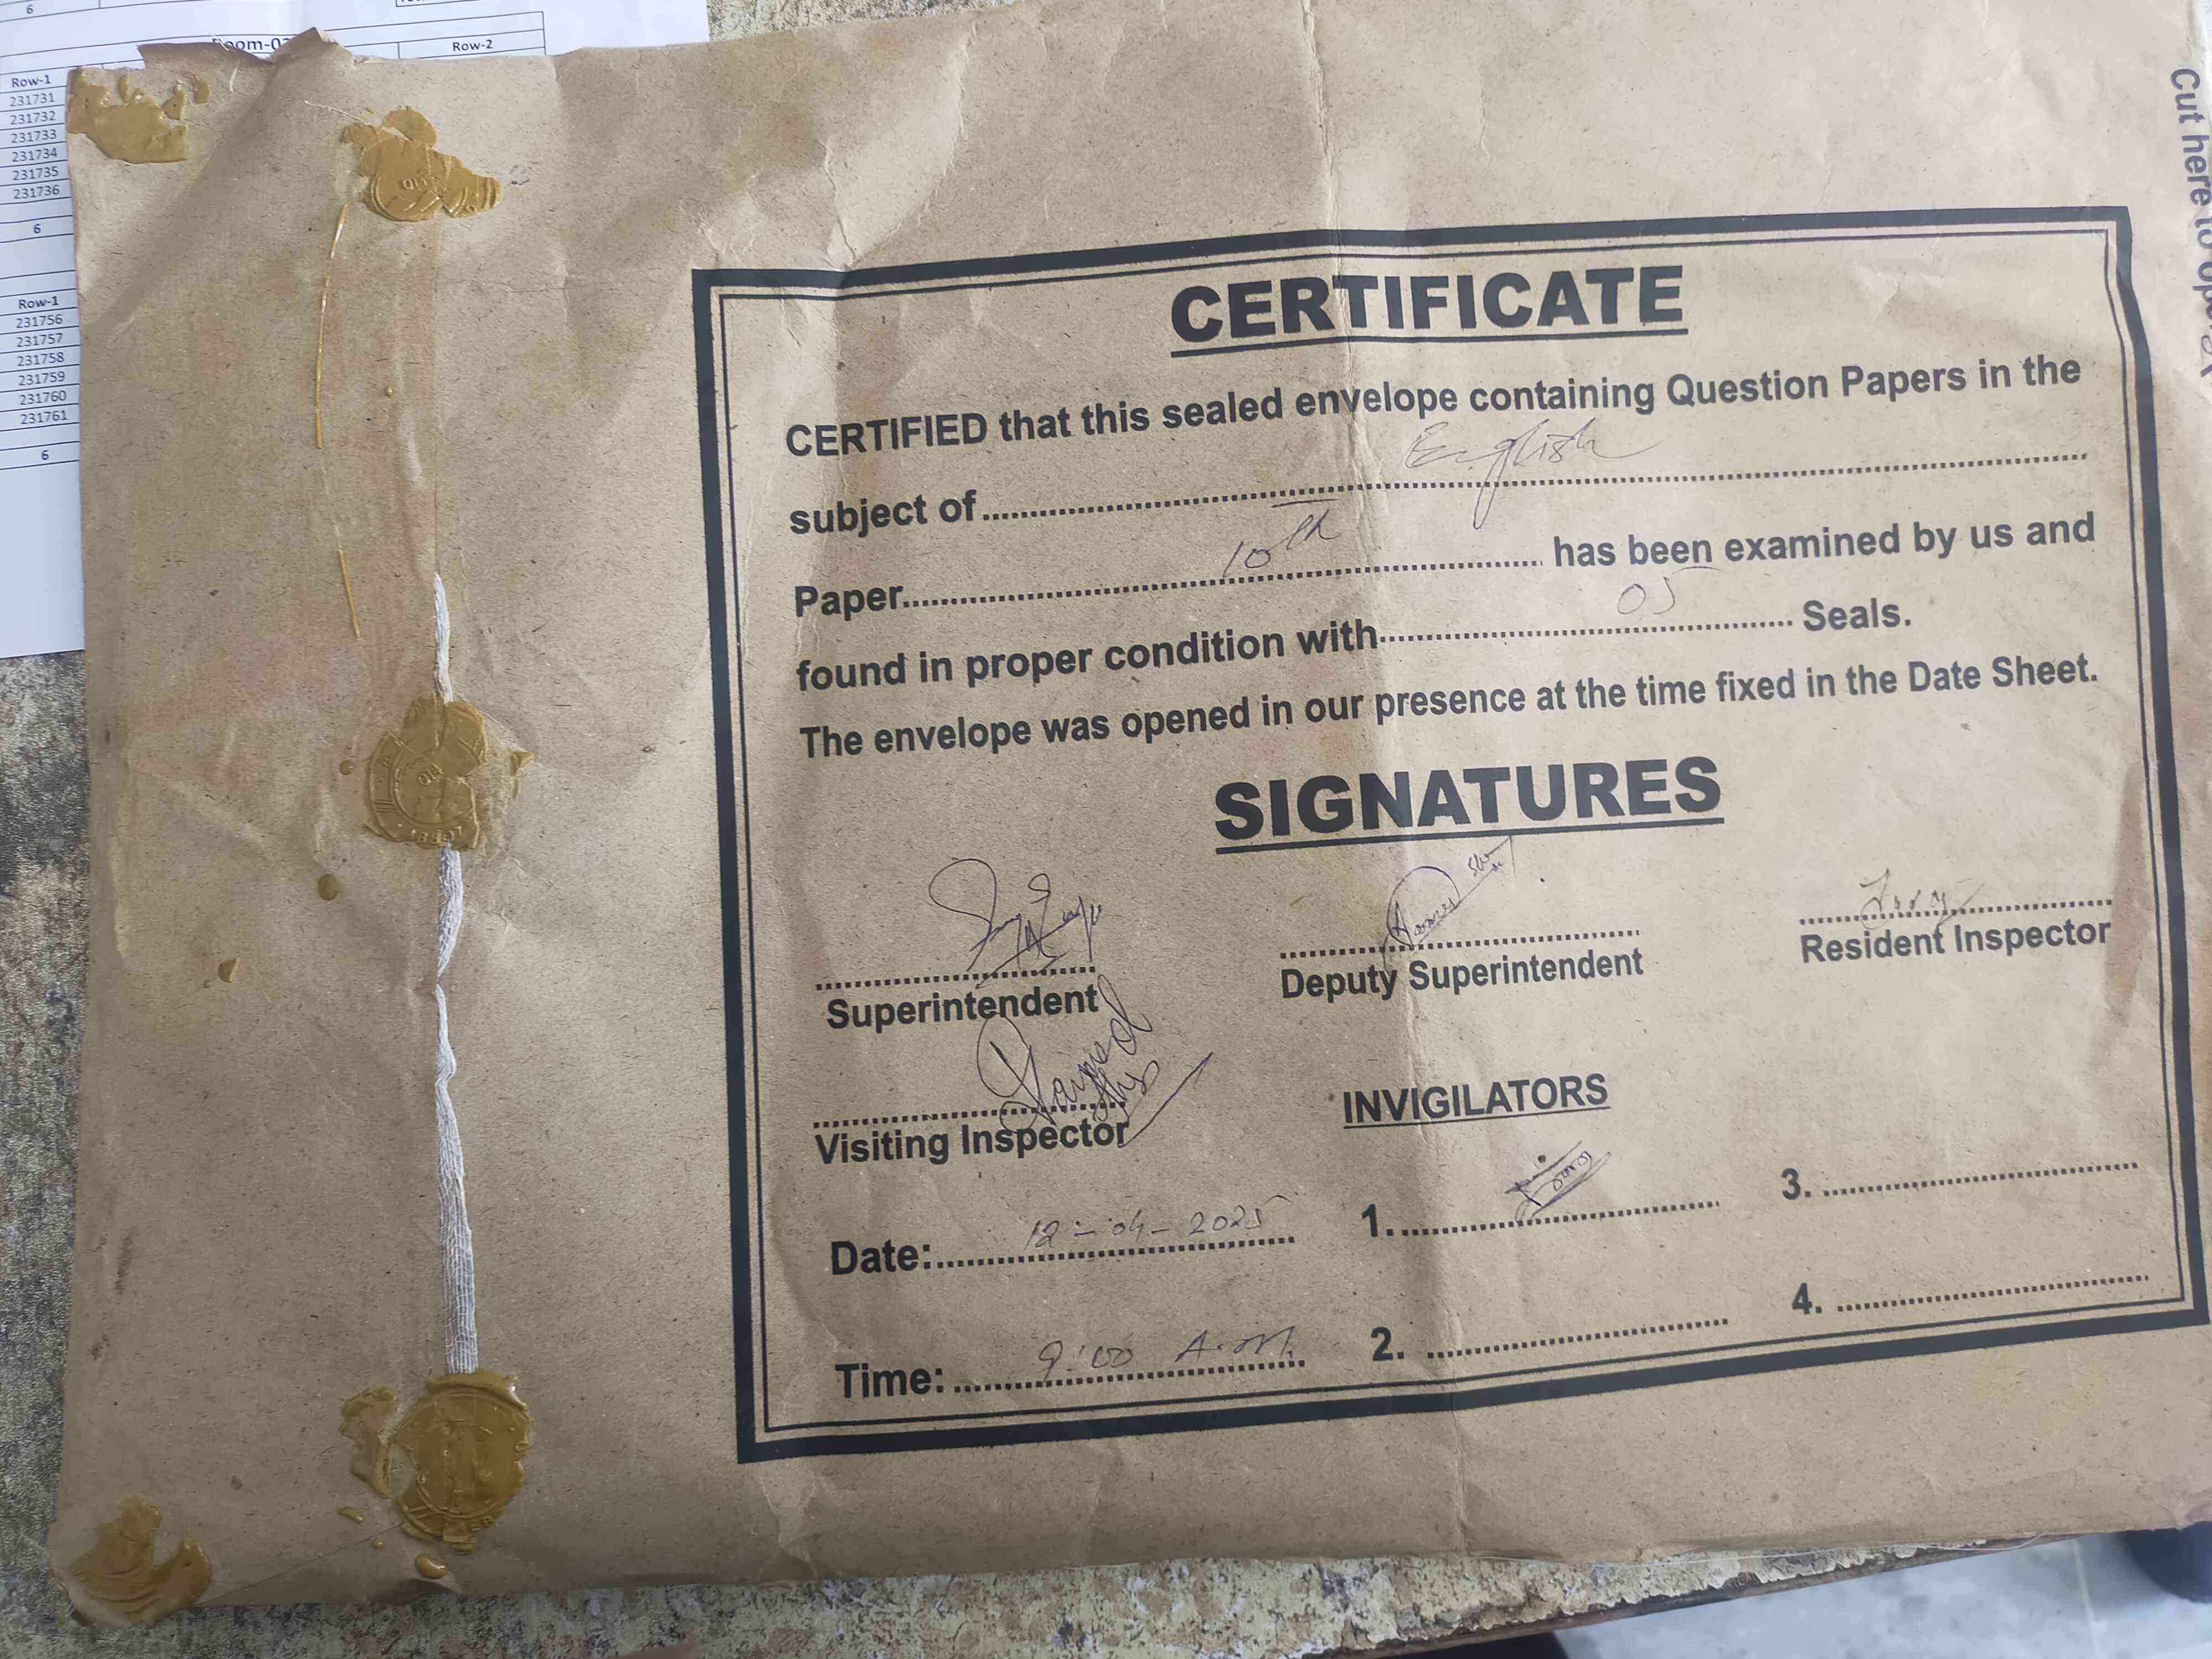 6
Room-02
Row-2
Row-1
231731
231732
231733
231734
231735
231736
6
Row-1
231756
231757
231758
231759
231760
231761
6
Cut here to open
CERTIFICATE
CERTIFIED that this sealed envelope containing Question Papers in the
subject of English
Paper 10th has been examined by us and
found in proper condition with 05 Seals.
The envelope was opened in our presence at the time fixed in the Date Sheet.
SIGNATURES
Superintendent
Deputy Superintendent
Resident Inspector
Visiting Inspector
INVIGILATORS
Date: 12-04-2025
1.
3.
Time: 9:00 A.M.
2.
4.